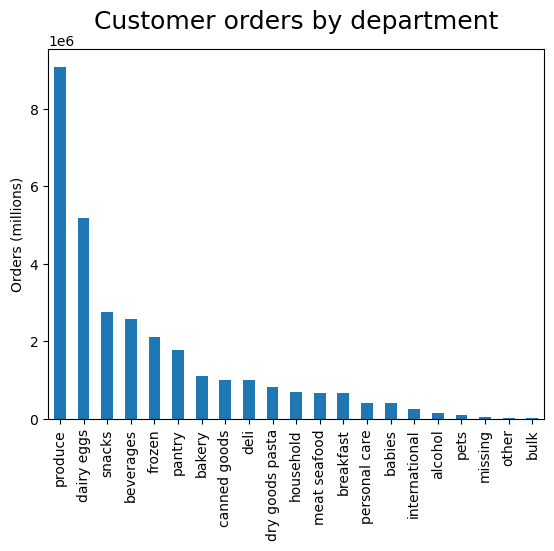 Customer orders by department
1e6
8
6
4
2
0
Orders (millions)
produce
dairy eggs
snacks
beverages
frozen
pantry
bakery
canned goods
deli
dry goods pasta
household
meat seafood
breakfast
personal care
babies
international
alcohol
pets
missing
other
bulk